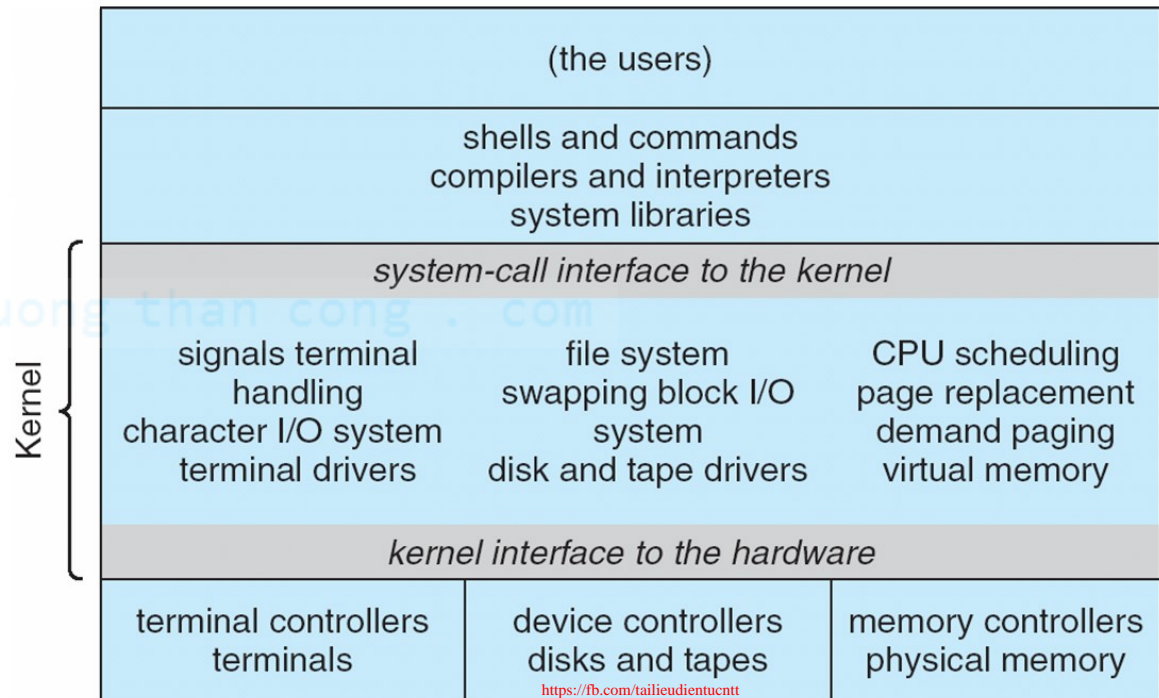 (the users)
shells and commands
compilers and interpreters
system libraries
Kernel
system-call interface to the kernel
than cong . com
signals terminal
handling
character I/O system
terminal drivers
file system
swapping block I/O
system
disk and tape drivers
CPU scheduling
page replacement
demand paging
virtual memory
kernel interface to the hardware
terminal controllers
terminals
device controllers
disks and tapes
memory controllers
physical memory
https://fb.com/tailieudientucntt